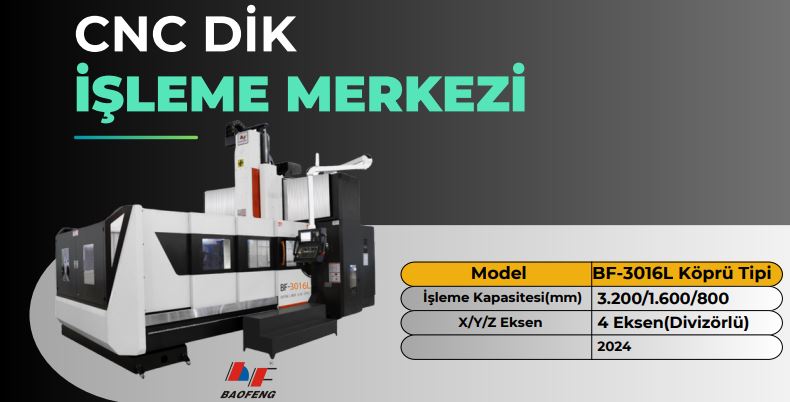 CNC DİK
İŞLEME MERKEZİ
BF-3016L
BAOFENG
Model BF-3016L Köprü Tipi
İşleme Kapasitesi(mm) 3.200/1.600/800
X/Y/Z Eksen 4 Eksen(Divizörlü)
2024